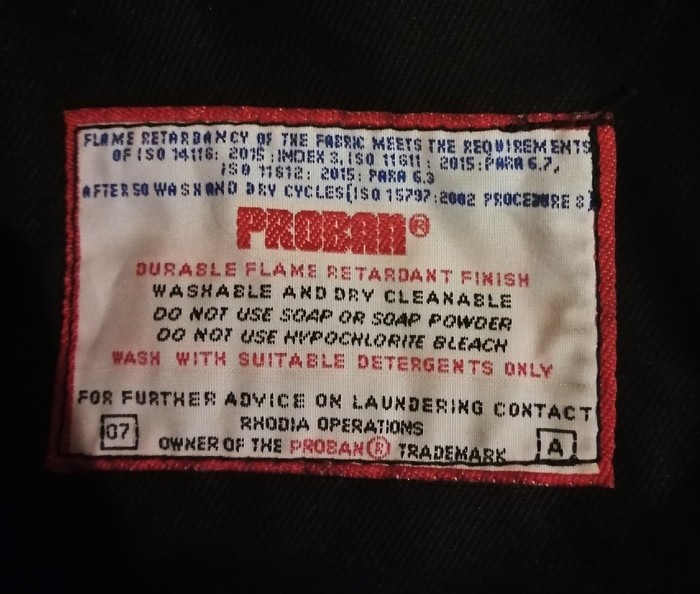 FLAME RETARDANCY OF THE FABRIC MEETS THE REQUIREMENTS
OF ISO 14116: 2015 :INDEX 3, ISO 11611 : 2015:PARA 6.7,
ISO 11612: 2015: PARA 6.3
AFTER 50 WASH AND DRY CYCLES(ISO 15797:2002 PROCEDURE 8)
PROBAN®
DURABLE FLAME RETARDANT FINISH
WASHABLE AND DRY CLEANABLE
DO NOT USE SOAP OR SOAP POWDER
DO NOT USE HYPOCHLORITE BLEACH
WASH WITH SUITABLE DETERGENTS ONLY
FOR FURTHER ADVICE ON LAUNDERING CONTACT
RHODIA OPERATIONS
07
OWNER OF THE PROBAN® TRADEMARK
A